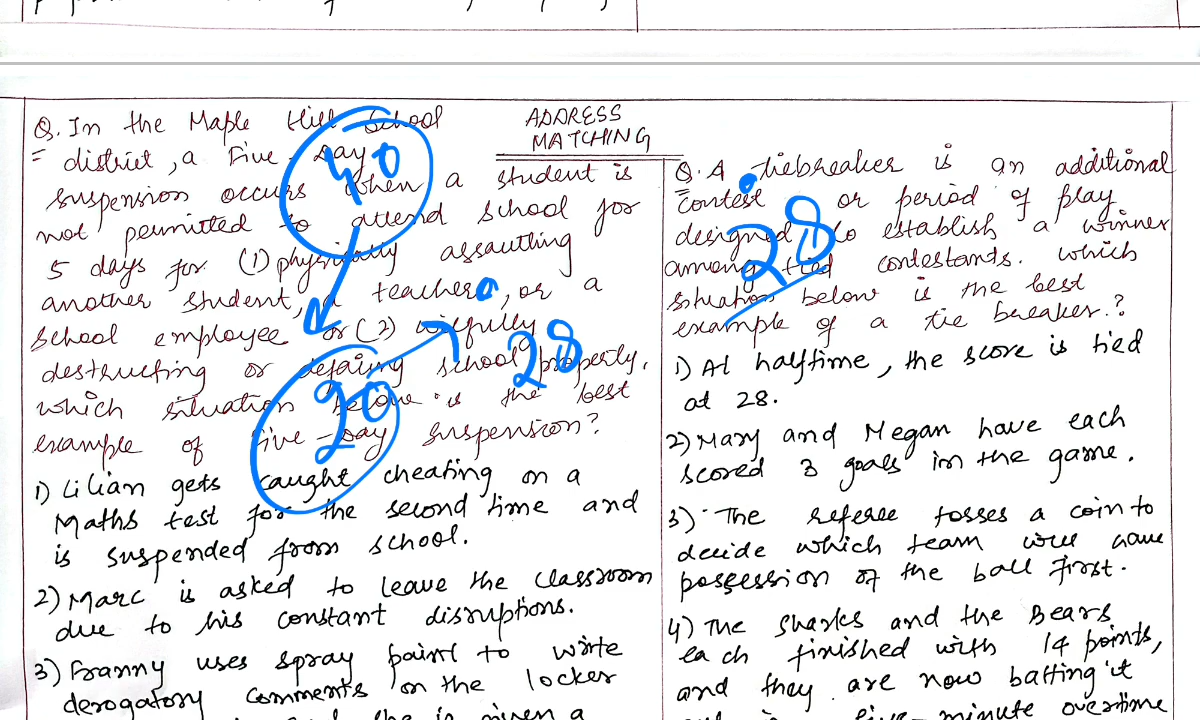 ADDRESS
MATCHING
Q. In the Maple Hill School
district, a Five-Day
suspension occurs when a student is
not permitted to attend school for
5 days for (1) physically assautling
another student, a teacher, or a
school employee or (2) wilfully
destructing or defaing school property.
which situation below is the best
example of Five-Day suspension?
1) Lilian gets caught cheating on a
Maths test for the second time and
is suspended from school.
2) Marc is asked to leave the classroom
due to his constant disruptions.
3) Franny uses spray paint to write
derogatory comments on the locker
she is given a
Q. A tiebreaker is an additional
contest or period of play
designed to establish a winner
among tied contestants. which
situation below is the best
example of a tie breaker.?
1) At halftime, the score is tied
at 28.
2) Mary and Megan have each
scored 3 goals in the game.
3) The referee tosses a coin to
decide which team will have
possession of the ball first.
4) The Sharks and the Bears
each finished with 14 points,
and they are now batting it
five-minute overtime
40
20
28
28